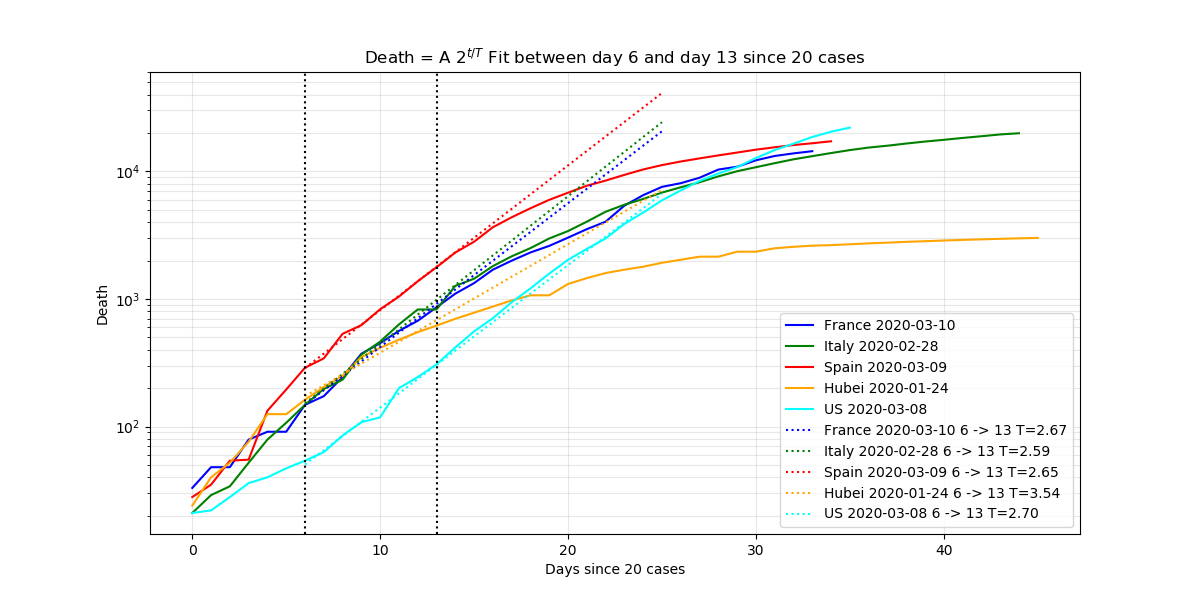 Death = A 2^{t/T} Fit between day 6 and day 13 since 20 cases
Death
10^4
10^3
10^2
France 2020-03-10
Italy 2020-02-28
Spain 2020-03-09
Hubei 2020-01-24
US 2020-03-08
France 2020-03-10 6 -> 13 T=2.67
Italy 2020-02-28 6 -> 13 T=2.59
Spain 2020-03-09 6 -> 13 T=2.65
Hubei 2020-01-24 6 -> 13 T=3.54
US 2020-03-08 6 -> 13 T=2.70
0 10 20 30 40
Days since 20 cases